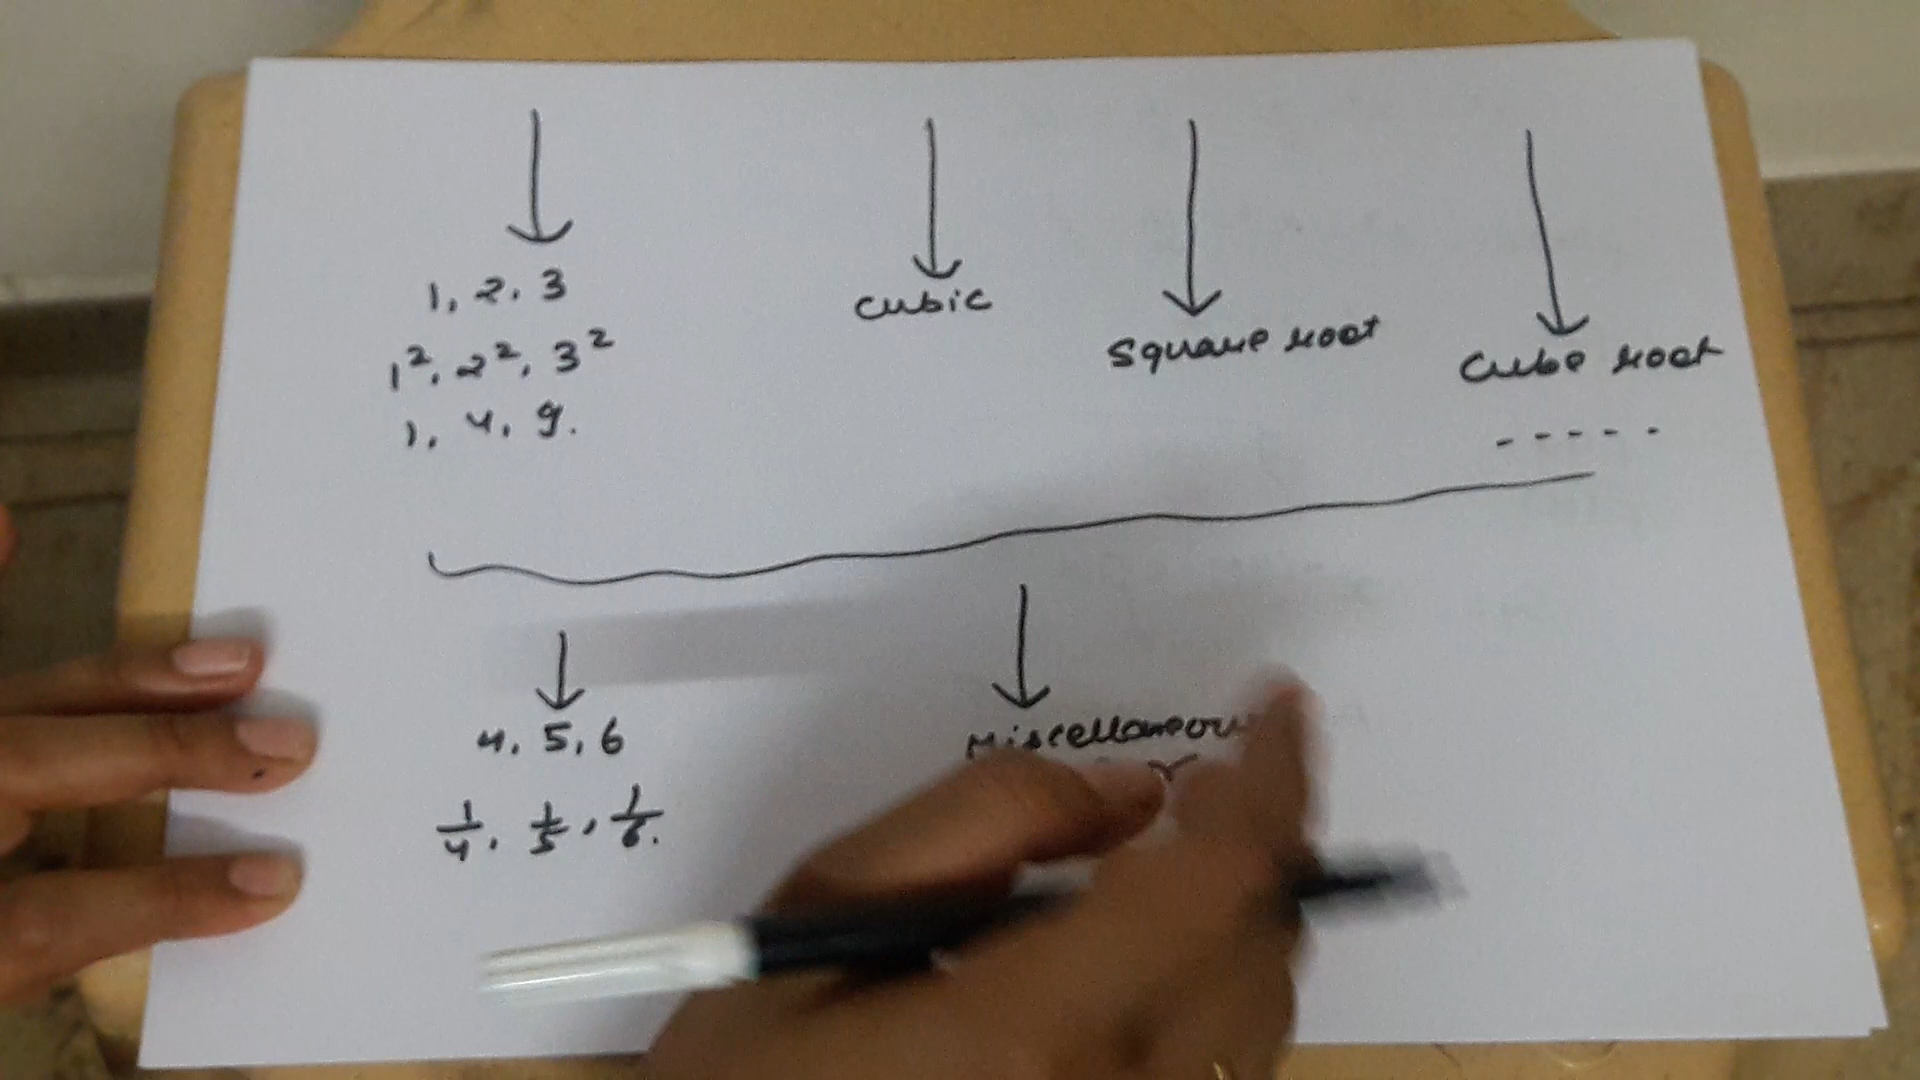 1, 2, 3
1², 2², 3²
1, 4, 9.
cubic
Square root
Cube root
- - - - -
4, 5, 6
1/4, 1/5, 1/6.